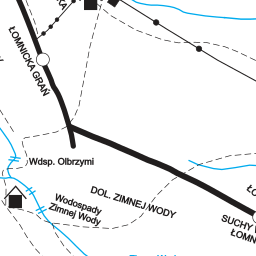 ŁOMNICKA GRAŃ
Wdsp. Olbrzymi
DOL. ZIMNEJ WODY
Wodospady
Zimnej Wody
SUCHY
ŁOMN